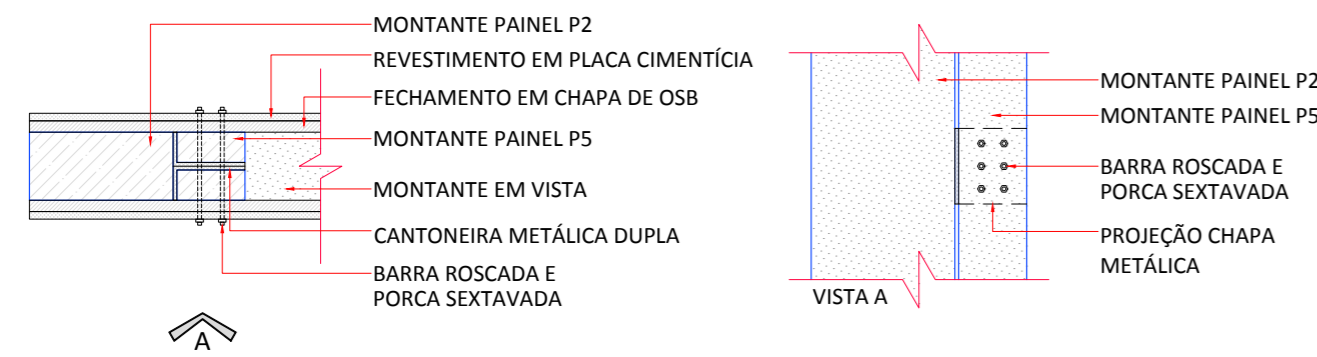 MONTANTE PAINEL P2
REVESTIMENTO EM PLACA CIMENTÍCIA
FECHAMENTO EM CHAPA DE OSB
MONTANTE PAINEL P5
MONTANTE EM VISTA
CANTONEIRA METÁLICA DUPLA
BARRA ROSCADA E
PORCA SEXTAVADA
A
MONTANTE PAINEL P2
MONTANTE PAINEL P5
BARRA ROSCADA E
PORCA SEXTAVADA
PROJEÇÃO CHAPA
METÁLICA
VISTA A